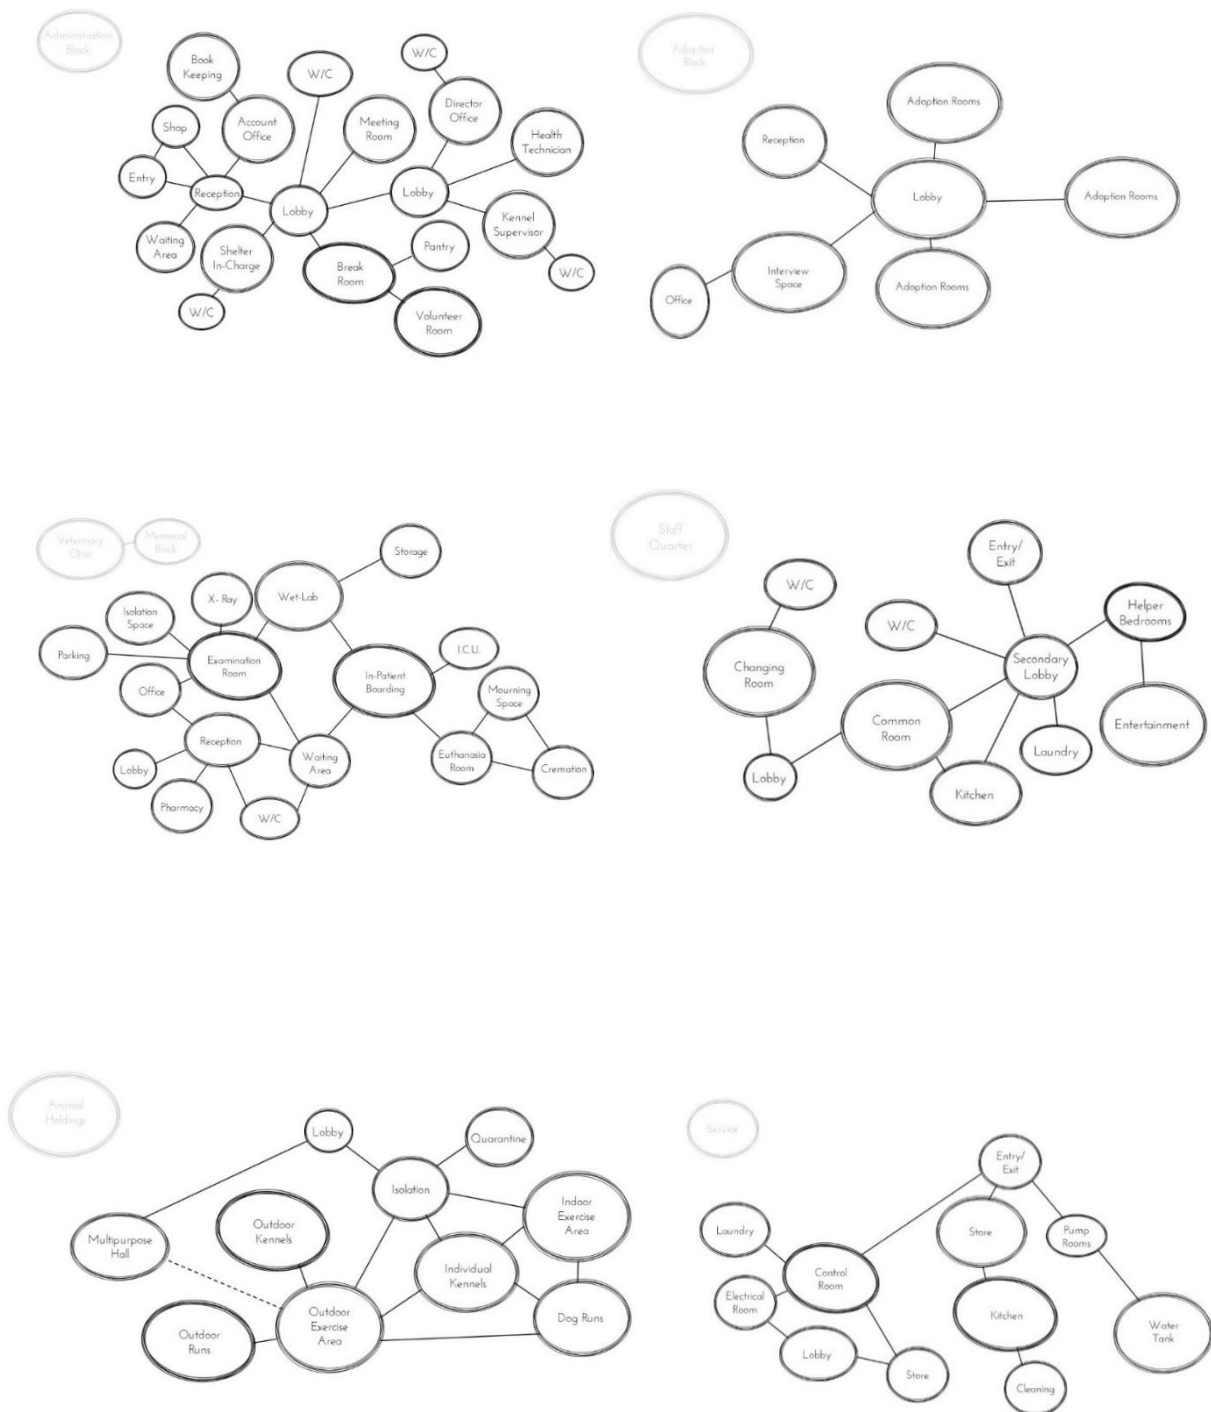 Administration
Block
Book
Keeping
W/C
W/C
Shop
Account
Office
Meeting
Room
Director
Office
Health
Technician
Entry
Reception
Lobby
Lobby
Waiting
Area
Shelter
In-Charge
Kennel
Supervisor
Pantry
Break
Room
W/C
W/C
Volunteer
Room
Adoption
Block
Adoption Rooms
Reception
Lobby
Adoption Rooms
Interview
Space
Adoption Rooms
Office
Veterinary
Clinic
Memorial
Block
Storage
X-Ray
Wet-Lab
Isolation
Space
Parking
Examination
Room
I.C.U.
In-Patient
Boarding
Office
Mourning
Space
Reception
Waiting
Area
Euthanasia
Room
Lobby
Cremation
Pharmacy
W/C
Staff
Quarter
Entry/
Exit
W/C
Helper
Bedrooms
W/C
Changing
Room
Secondary
Lobby
Common
Room
Entertainment
Laundry
Lobby
Kitchen
Animal
Holdings
Lobby
Quarantine
Isolation
Outdoor
Kennels
Indoor
Exercise
Area
Multipurpose
Hall
Individual
Kennels
Outdoor
Exercise
Area
Dog Runs
Outdoor
Runs
Service
Entry/
Exit
Laundry
Store
Pump
Rooms
Control
Room
Electrical
Room
Kitchen
Water
Tank
Lobby
Store
Cleaning